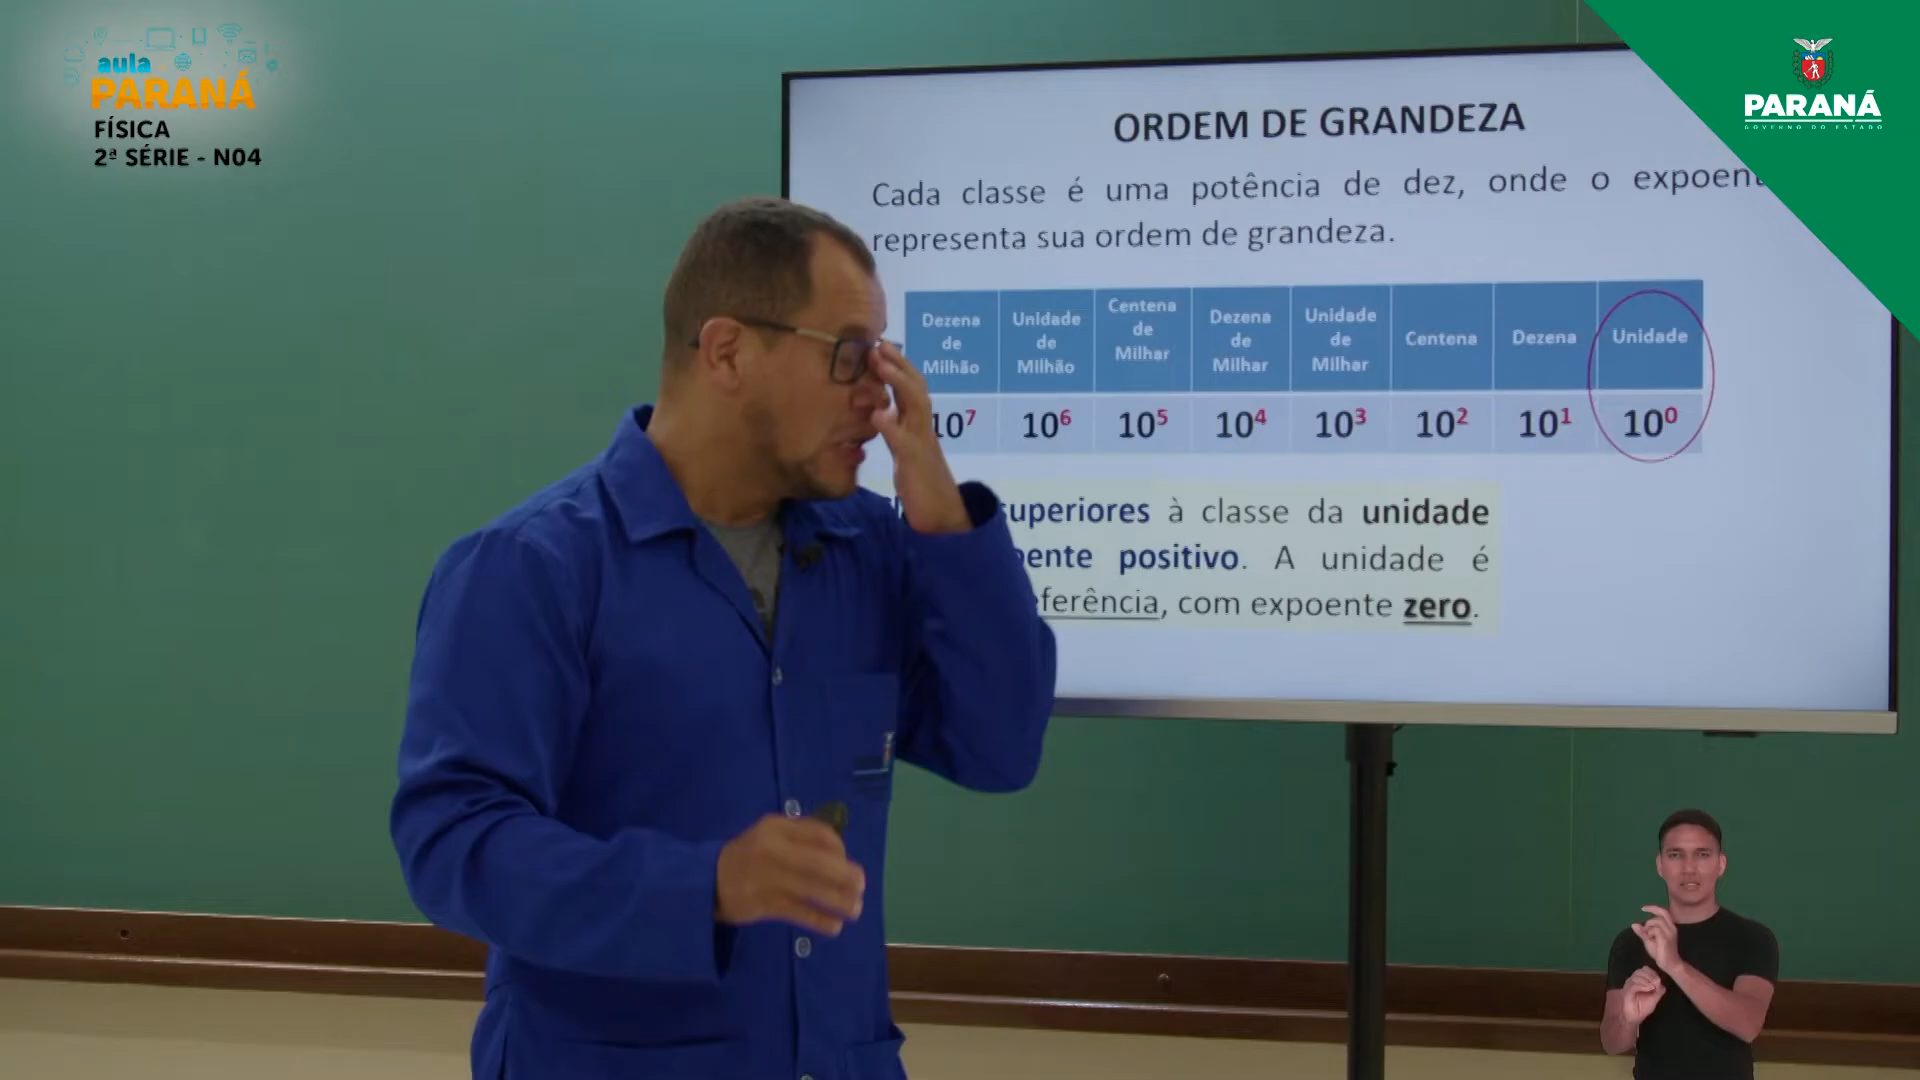 aula
PARANÁ
FÍSICA
2ª SÉRIE - N04
PARANÁ
GOVERNO DO ESTADO
ORDEM DE GRANDEZA
Cada classe é uma potência de dez, onde o expoent
representa sua ordem de grandeza.
Dezena de Milhão
Unidade de Milhão
Centena de Milhar
Dezena de Milhar
Unidade de Milhar
Centena
Dezena
Unidade
10⁷ 10⁶ 10⁵ 10⁴ 10³ 10² 10¹ 10⁰
superiores à classe da unidade
ente positivo. A unidade é
ferência, com expoente zero.